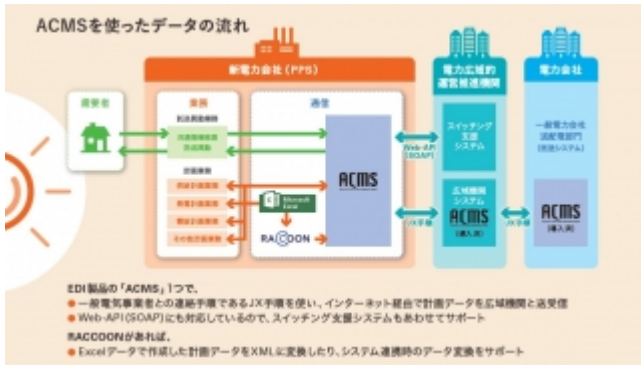 ACMSを使ったデータの流れ
新電力会社(PPS)
電力広域的
運営推進機関
電力会社
需要者
業務
通信
スイッチング
支援
システム
一般電力会社
送配電部門
Web-API
(SOAP)
ACMS
Microsoft
Excel
RACCOON
広域機関
システム
ACMS
(導入済)
ACMS
(導入済)
JX手順
JX手順
EDI製品の「ACMS」1つで、
●一般電気事業者との連絡手順であるJX手順を使い、インターネット経由で計画データを広域機関と送受信
●Web-API(SOAP)にも対応しているので、スイッチング支援システムもあわせてサポート
RACCOONがあれば、
●Excelデータで作成した計画データをXMLに変換したり、システム連携時のデータ変換をサポート